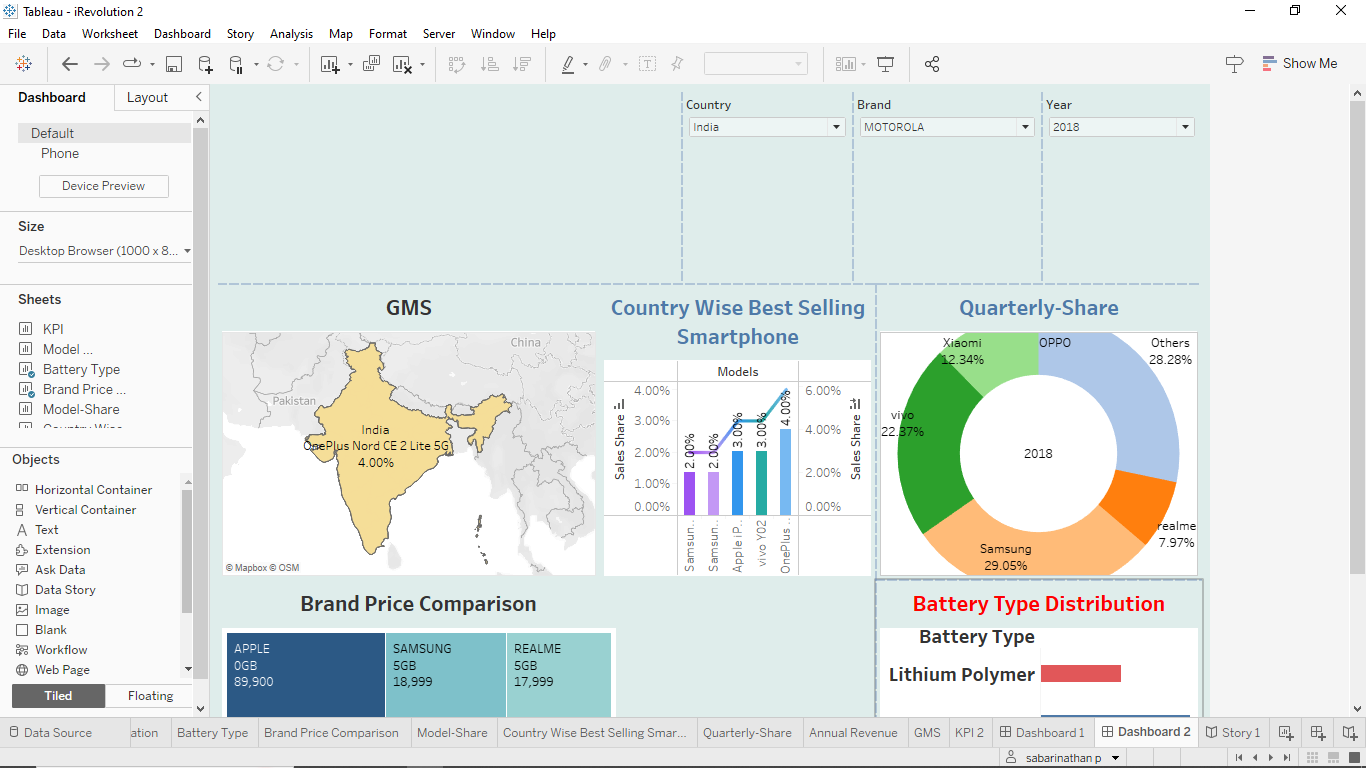 Tableau - iRevolution 2
File Data Worksheet Dashboard Story Analysis Map Format Server Window Help
Show Me
Dashboard Layout
Default
Phone
Device Preview
Size
Desktop Browser (1000 x 8...
Sheets
KPI
Model ...
Battery Type
Brand Price ...
Model-Share
Country Wise
Objects
Horizontal Container
Vertical Container
Text
Extension
Ask Data
Data Story
Image
Blank
Workflow
Web Page
Tiled Floating
Country Brand Year
India MOTOROLA 2018
GMS
China
Pakistan
India
OnePlus Nord CE 2 Lite 5G
4.00%
© Mapbox © OSM
Country Wise Best Selling
Smartphone
Models
4.00% 6.00%
3.00% 4.00%
2.00% 2.00%
1.00%
0.00% 0.00%
Sales Share
Sales Share
2.00%
2.00%
3.00%
3.00%
4.00%
Samsun..
Samsun..
Apple iP..
vivo Y02
OnePlus ..
Quarterly-Share
Xiaomi
12.34%
OPPO
Others
28.28%
vivo
22.37%
2018
realme
7.97%
Samsung
29.05%
Brand Price Comparison
APPLE SAMSUNG REALME
0GB 5GB 5GB
89,900 18,999 17,999
Battery Type Distribution
Battery Type
Lithium Polymer
Data Source ation Battery Type Brand Price Comparison Model-Share Country Wise Best Selling Smar... Quarterly-Share Annual Revenue GMS KPI 2 Dashboard 1 Dashboard 2 Story 1
sabarinathan p